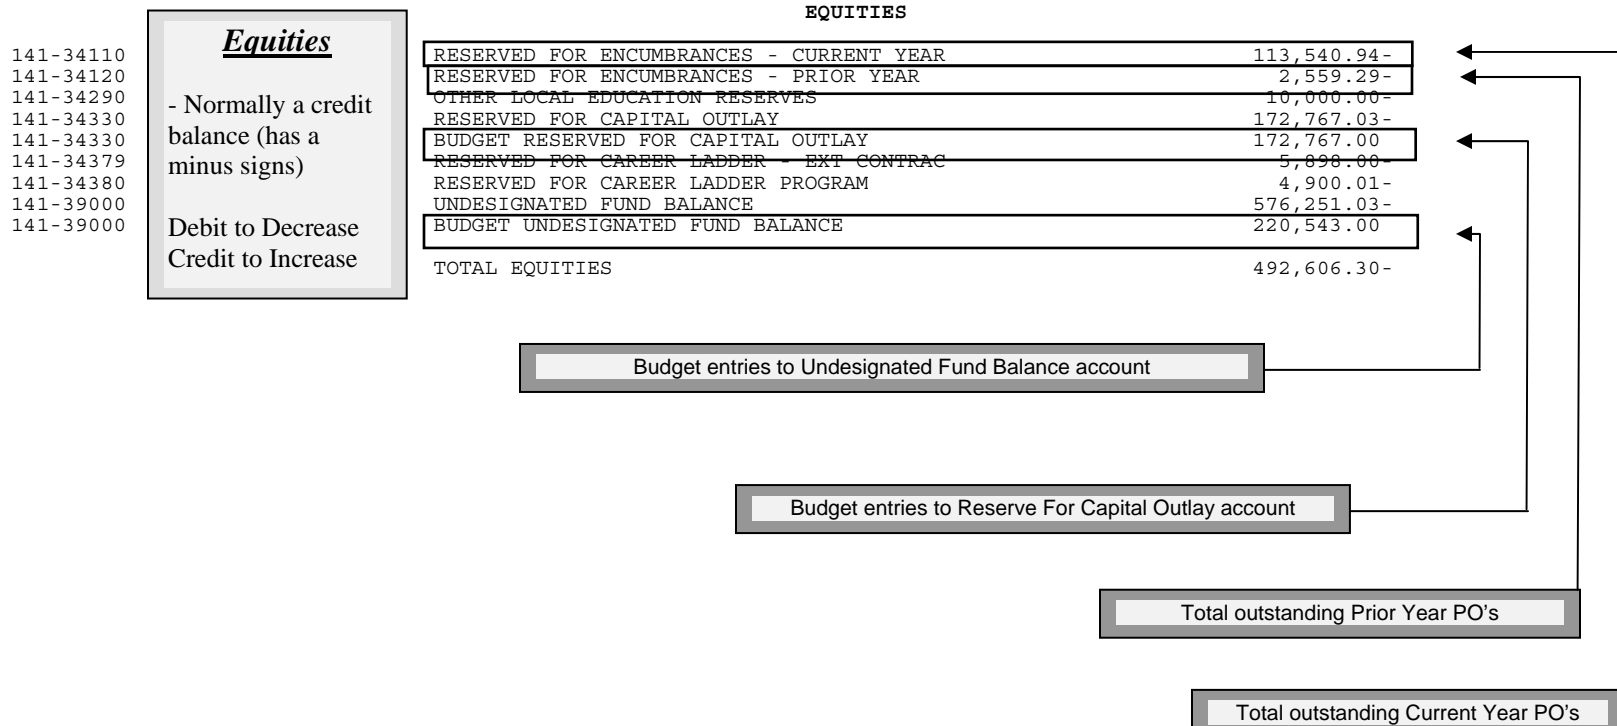 EQUITIES
Equities
- Normally a credit
balance (has a
minus signs)
Debit to Decrease
Credit to Increase
141-34110 RESERVED FOR ENCUMBRANCES - CURRENT YEAR 113,540.94-
141-34120 RESERVED FOR ENCUMBRANCES - PRIOR YEAR 2,559.29-
141-34290 OTHER LOCAL EDUCATION RESERVES 10,000.00-
141-34330 RESERVED FOR CAPITAL OUTLAY 172,767.03-
141-34330 BUDGET RESERVED FOR CAPITAL OUTLAY 172,767.00
141-34379 RESERVED FOR CAREER LADDER - EXT CONTRAC 5,898.00-
141-34380 RESERVED FOR CAREER LADDER PROGRAM 4,900.01-
141-39000 UNDESIGNATED FUND BALANCE 576,251.03-
141-39000 BUDGET UNDESIGNATED FUND BALANCE 220,543.00
TOTAL EQUITIES 492,606.30-
Budget entries to Undesignated Fund Balance account
Budget entries to Reserve For Capital Outlay account
Total outstanding Prior Year PO’s
Total outstanding Current Year PO’s